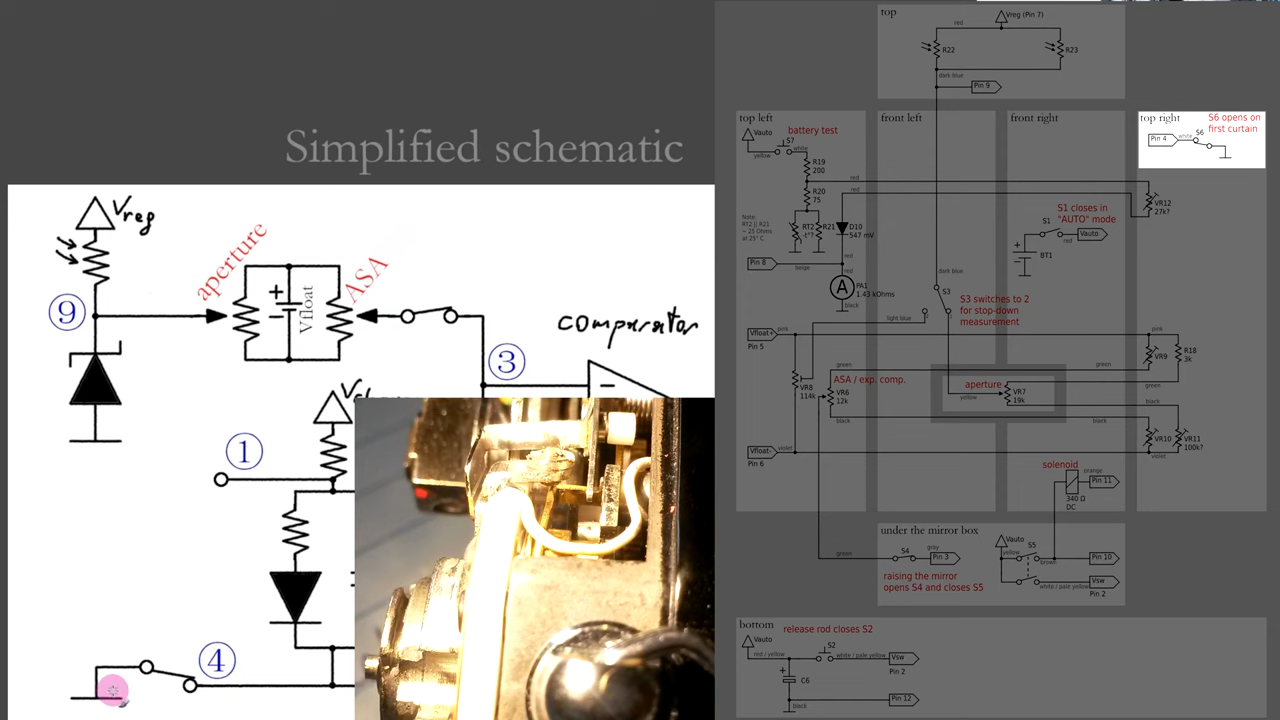 Simplified schematic
Vreg
aperture
ASA
+
−
Vfloat
9
comparator
3
−
1
4
top
Vreg (Pin 7)
red
R22
R23
dark blue
Pin 9
top left
Vauto
battery test
S7
yellow
white
R19
200
R20
75
Note:
RT2 || R21
~ 25 Ohms
at 25° C
RT2
-t°?
R21
D10
547 mV
red
red
Pin 8
beige
red
red
A
PA1
1.43 kOhms
black
front left
dark blue
S3
S3 switches to 2
for stop-down
measurement
light blue
front right
S1 closes in
"AUTO" mode
S1
Vauto
red
+
BT1
top right
S6 opens on
first curtain
Pin 4
white
S6
VR12
27k?
Vfloat+
Pin 5
pink
pink
VR9
R18
3k
green
green
green
ASA / exp. comp.
VR8
114k
VR6
12k
aperture
VR7
19k
yellow
black
black
black
VR10
VR11
100k?
Vfloat-
Pin 6
violet
violet
solenoid
orange
Pin 11
340 Ω
DC
under the mirror box
green
S4
gray
Pin 3
raising the mirror
opens S4 and closes S5
Vauto
yellow
S5
brown
Pin 10
white / pale yellow
Vsw
Pin 2
bottom
release rod closes S2
Vauto
red / yellow
S2
white / pale yellow
Vsw
Pin 2
+
C6
black
Pin 12